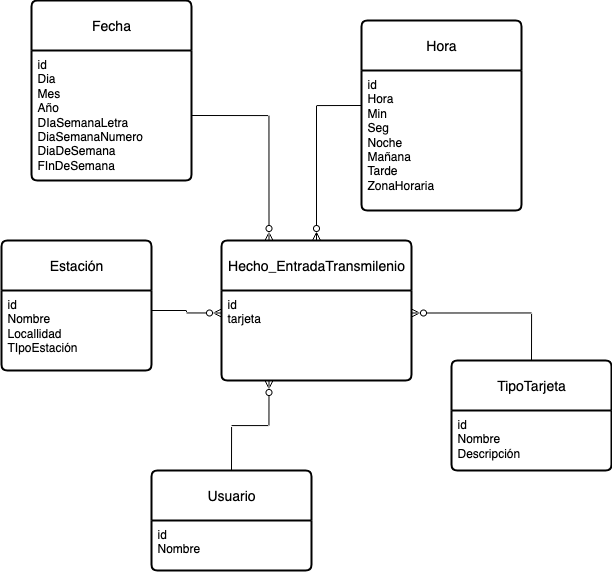 Fecha
id
Dia
Mes
Año
DIaSemanaLetra
DiaSemanaNumero
DiaDeSemana
FInDeSemana
Hora
id
Hora
Min
Seg
Noche
Mañana
Tarde
ZonaHoraria
Estación
id
Nombre
Locallidad
TIpoEstación
Hecho_EntradaTransmilenio
id
tarjeta
TipoTarjeta
id
Nombre
Descripción
Usuario
id
Nombre